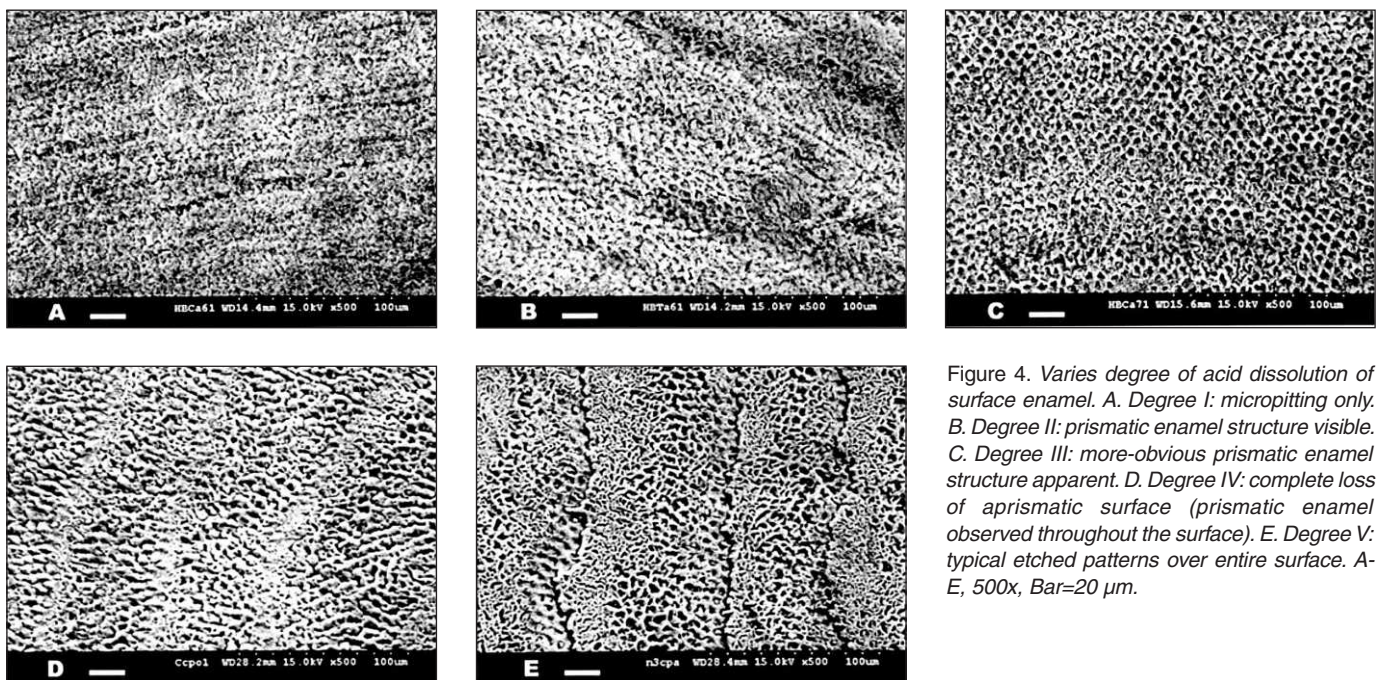 A HBCa61 WD14.4mm 15.0kV x500 100um
B HBTa61 WD14.2mm 15.0kV x500 100um
C HBCa71 WD15.6mm 15.0kV x500 100um
D Ccpo1 WD28.2mm 15.0kV x500 100um
E n3cpa WD28.4mm 15.0kV x500 100um
Figure 4. Varies degree of acid dissolution of
surface enamel. A. Degree I: micropitting only.
B. Degree II: prismatic enamel structure visible.
C. Degree III: more-obvious prismatic enamel
structure apparent. D. Degree IV: complete loss
of aprismatic surface (prismatic enamel
observed throughout the surface). E. Degree V:
typical etched patterns over entire surface. A-
E, 500x, Bar=20 μm.